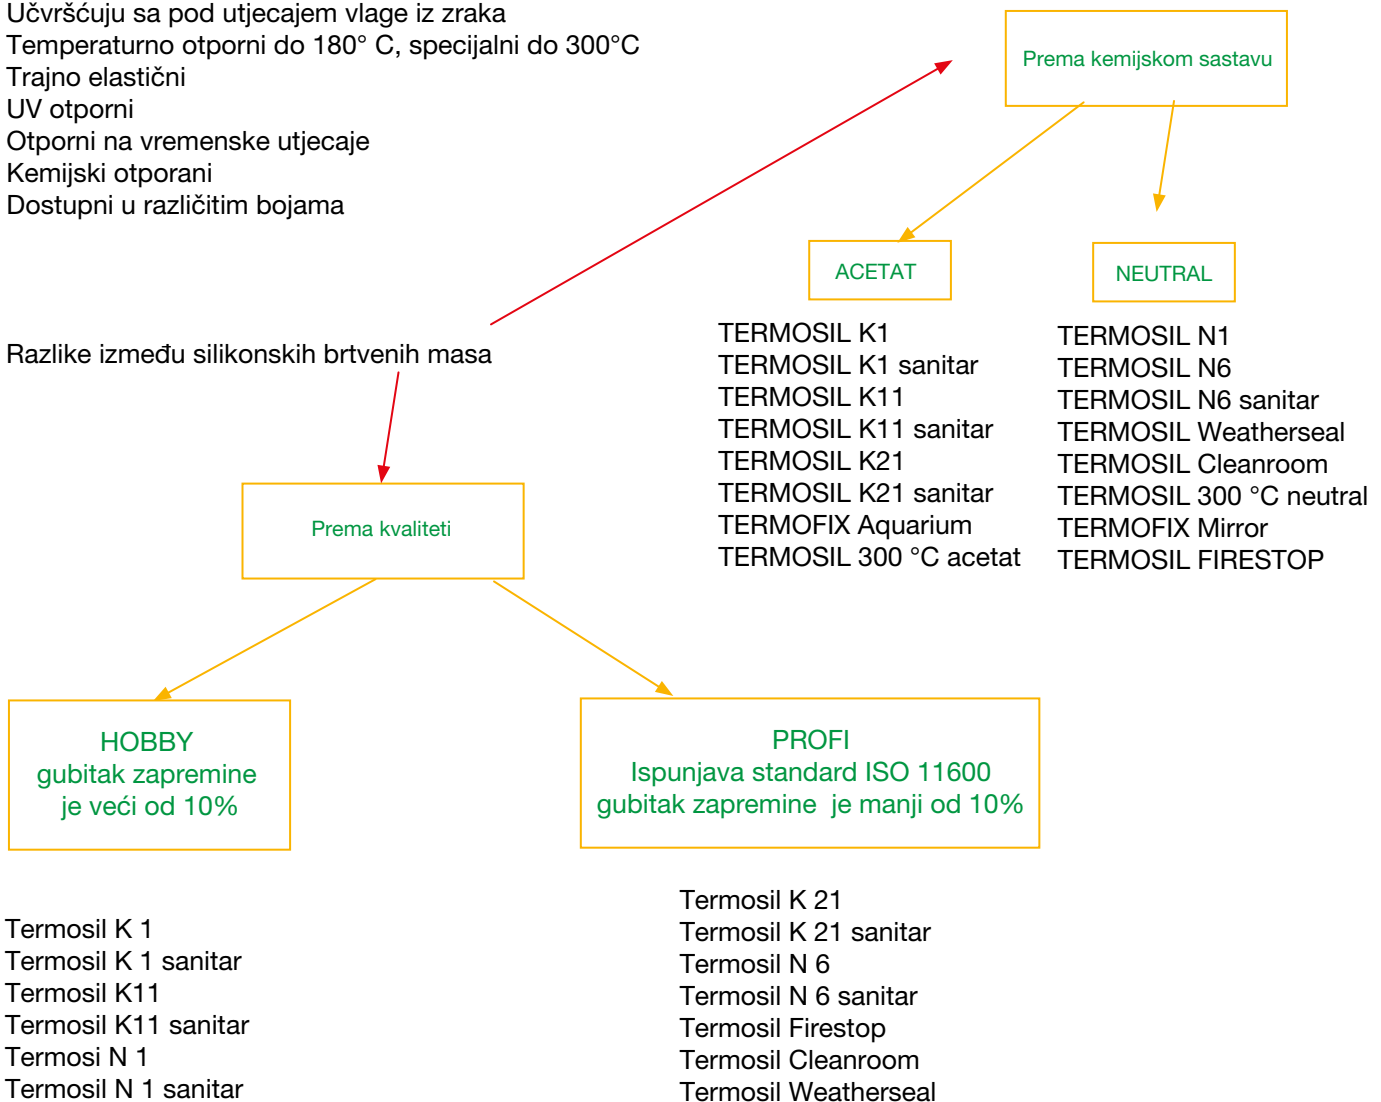 Učvršćuju sa pod utjecajem vlage iz zraka
Temperaturno otporni do 180° C, specijalni do 300°C
Trajno elastični
UV otporni
Otporni na vremenske utjecaje
Kemijski otporani
Dostupni u različitim bojama
Prema kemijskom sastavu
ACETAT
NEUTRAL
Razlike između silikonskih brtvenih masa
TERMOSIL K1
TERMOSIL K1 sanitar
TERMOSIL K11
TERMOSIL K11 sanitar
TERMOSIL K21
TERMOSIL K21 sanitar
TERMOFIX Aquarium
TERMOSIL 300 °C acetat
TERMOSIL N1
TERMOSIL N6
TERMOSIL N6 sanitar
TERMOSIL Weatherseal
TERMOSIL Cleanroom
TERMOSIL 300 °C neutral
TERMOFIX Mirror
TERMOSIL FIRESTOP
Prema kvaliteti
HOBBY
gubitak zapremine
je veći od 10%
PROFI
Ispunjava standard ISO 11600
gubitak zapremine  je manji od 10%
Termosil K 1
Termosil K 1 sanitar
Termosil K11
Termosil K11 sanitar
Termosi N 1
Termosil N 1 sanitar
Termosil K 21
Termosil K 21 sanitar
Termosil N 6
Termosil N 6 sanitar
Termosil Firestop
Termosil Cleanroom
Termosil Weatherseal